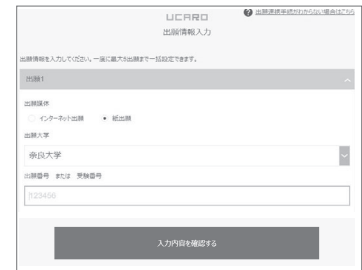 UCARO
出願連携手続がわからない場合はこちら
出願情報入力
出願情報を入力してください。一度に最大5出願まで一括設定できます。
出願1
出願媒体
インターネット出願 紙出願
出願大学
奈良大学
出願番号 または 受験番号
123456
入力内容を確認する